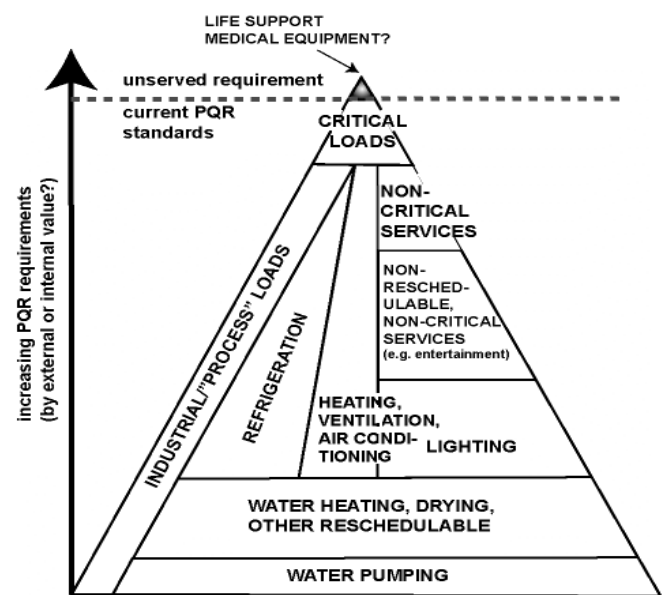 LIFE SUPPORT
MEDICAL EQUIPMENT?
unserved requirement
current PQR
standards
CRITICAL
LOADS
NON-
CRITICAL
SERVICES
NON-
RESCHED-
ULABLE,
NON-CRITICAL
SERVICES
(e.g. entertainment)
increasing PQR requirements
(by external or internal value?)
INDUSTRIAL/"PROCESS" LOADS
REFRIGERATION
HEATING,
VENTILATION,
AIR CONDI-
TIONING
LIGHTING
WATER HEATING, DRYING,
OTHER RESCHEDULABLE
WATER PUMPING